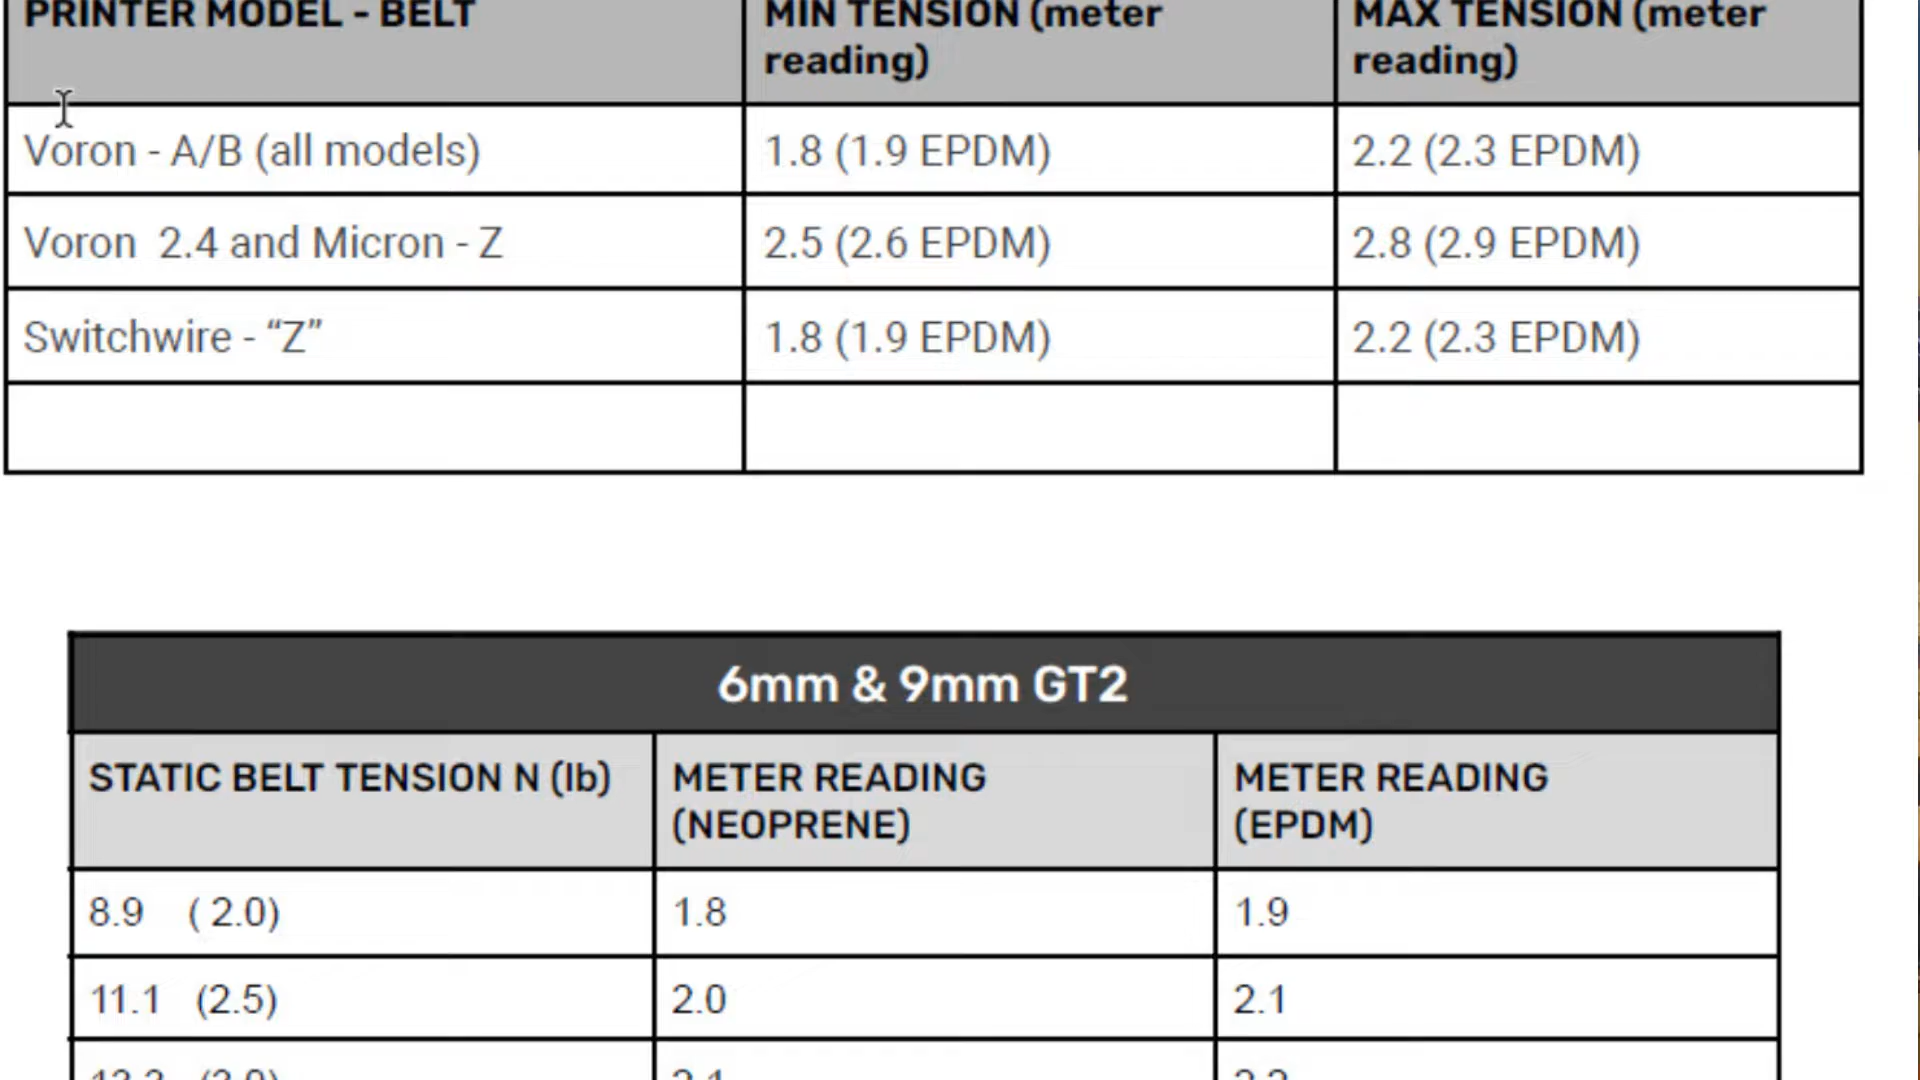 PRINTER MODEL - BELT
MIN TENSION (meter
reading)
MAX TENSION (meter
reading)
Voron - A/B (all models)
1.8 (1.9 EPDM)
2.2 (2.3 EPDM)
Voron  2.4 and Micron - Z
2.5 (2.6 EPDM)
2.8 (2.9 EPDM)
Switchwire - “Z”
1.8 (1.9 EPDM)
2.2 (2.3 EPDM)
6mm & 9mm GT2
STATIC BELT TENSION N (lb)
METER READING
(NEOPRENE)
METER READING
(EPDM)
8.9 ( 2.0)
1.8
1.9
11.1 (2.5)
2.0
2.1